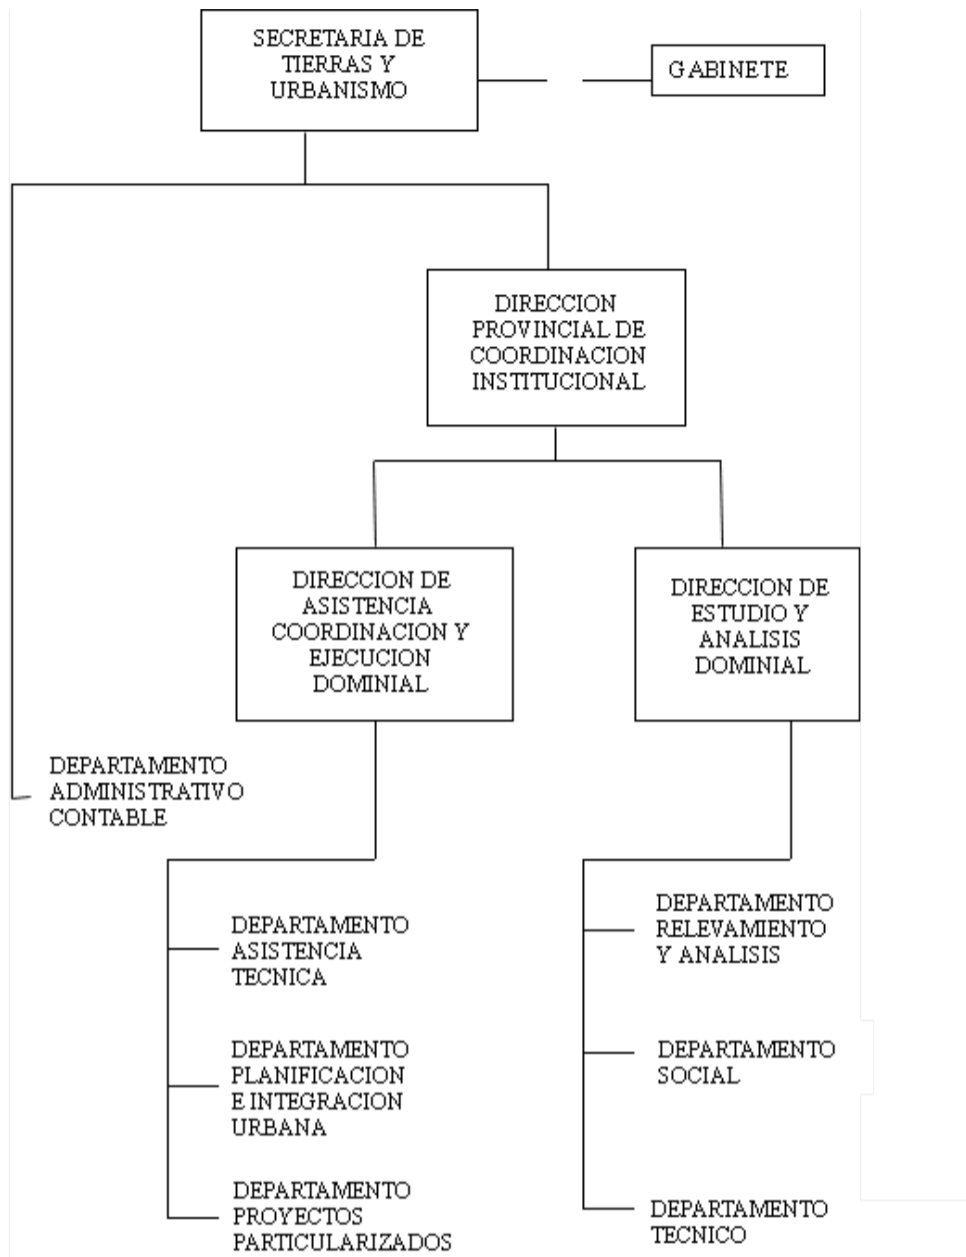 SECRETARIA DE
TIERRAS Y
URBANISMO
GABINETE
DIRECCION
PROVINCIAL DE
COORDINACION
INSTITUCIONAL
DIRECCION DE
ASISTENCIA
COORDINACION Y
EJECUCION
DOMINIAL
DIRECCION DE
ESTUDIO Y
ANALISIS
DOMINIAL
DEPARTAMENTO
ADMINISTRATIVO
CONTABLE
DEPARTAMENTO
ASISTENCIA
TECNICA
DEPARTAMENTO
PLANIFICACION
E INTEGRACION
URBANA
DEPARTAMENTO
PROYECTOS
PARTICULARIZADOS
DEPARTAMENTO
RELEVAMIENTO
Y ANALISIS
DEPARTAMENTO
SOCIAL
DEPARTAMENTO
TECNICO